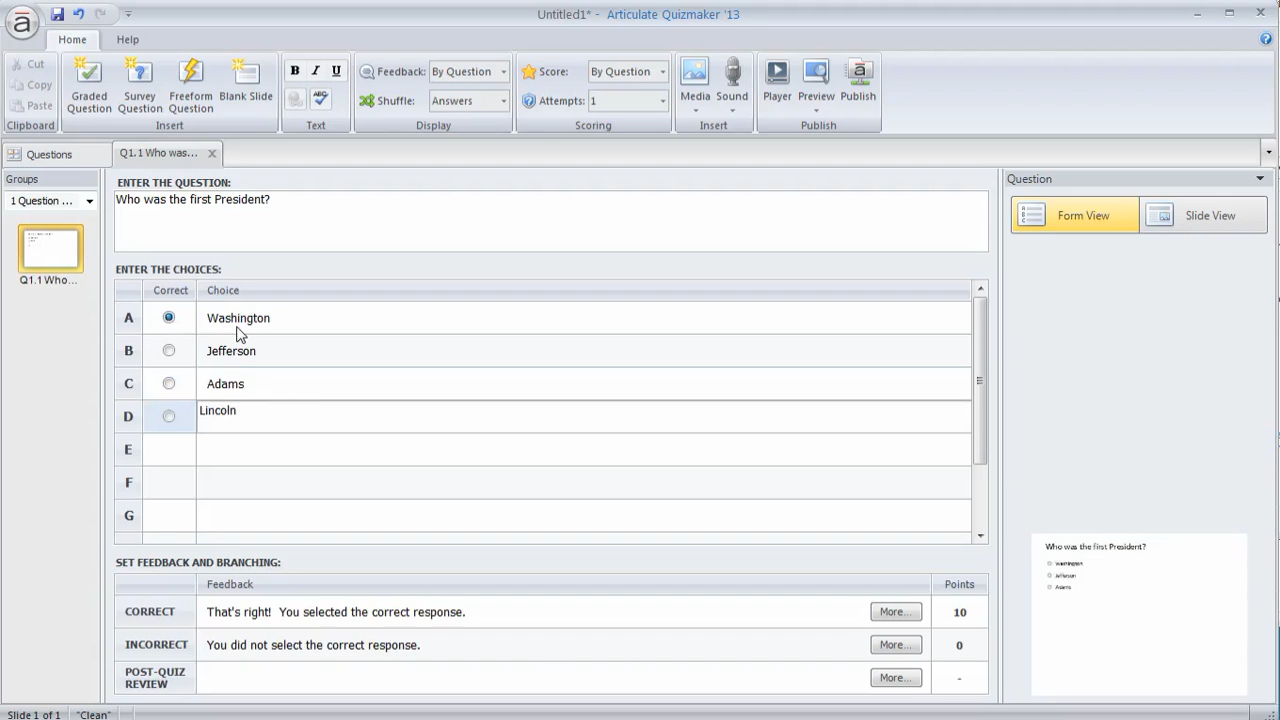 Untitled1* - Articulate Quizmaker '13
Home Help
Cut
Copy
Paste
Clipboard
Graded Question
Survey Question
Freeform Question
Blank Slide
Insert
B I U
ABC
Text
Feedback: By Question
Shuffle: Answers
Display
Score: By Question
Attempts: 1
Scoring
Media Sound
Insert
Player Preview Publish
Publish
Questions Q1.1 Who was...
Groups
1 Question ...
Q1.1 Who...
ENTER THE QUESTION:
Who was the first President?
ENTER THE CHOICES:
Correct Choice
A Washington
B Jefferson
C Adams
D Lincoln
E
F
G
SET FEEDBACK AND BRANCHING:
Feedback Points
CORRECT That's right! You selected the correct response. More... 10
INCORRECT You did not select the correct response. More... 0
POST-QUIZ REVIEW More... -
Question
Form View Slide View
Who was the first President?
Washington
Jefferson
Adams
Slide 1 of 1 "Clean"